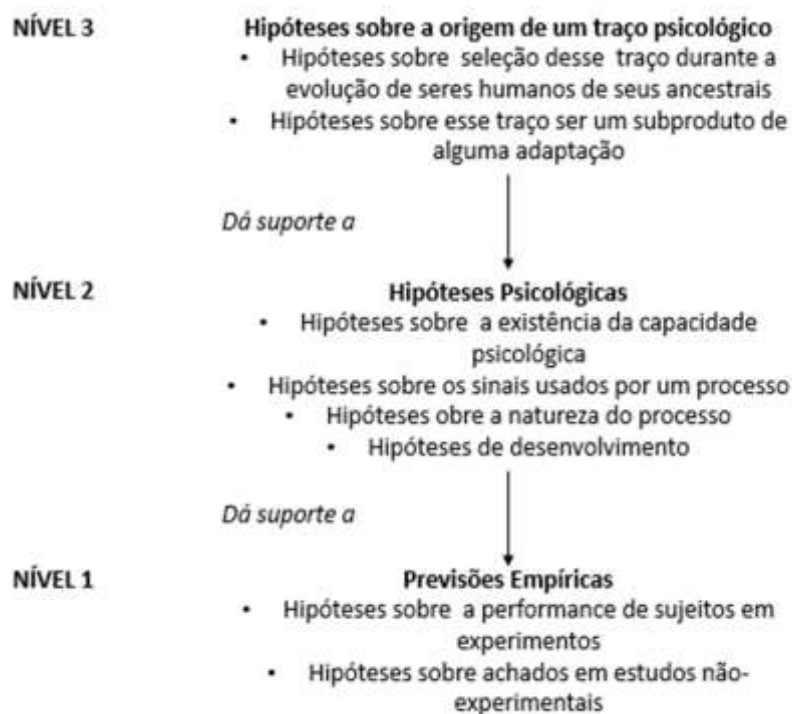 NÍVEL 3 Hipóteses sobre a origem de um traço psicológico
• Hipóteses sobre seleção desse traço durante a
evolução de seres humanos de seus ancestrais
• Hipóteses sobre esse traço ser um subproduto de
alguma adaptação
Dá suporte a
NÍVEL 2 Hipóteses Psicológicas
• Hipóteses sobre a existência da capacidade
psicológica
• Hipóteses sobre os sinais usados por um processo
• Hipóteses obre a natureza do processo
• Hipóteses de desenvolvimento
Dá suporte a
NÍVEL 1 Previsões Empíricas
• Hipóteses sobre a performance de sujeitos em
experimentos
• Hipóteses sobre achados em estudos não-
experimentais